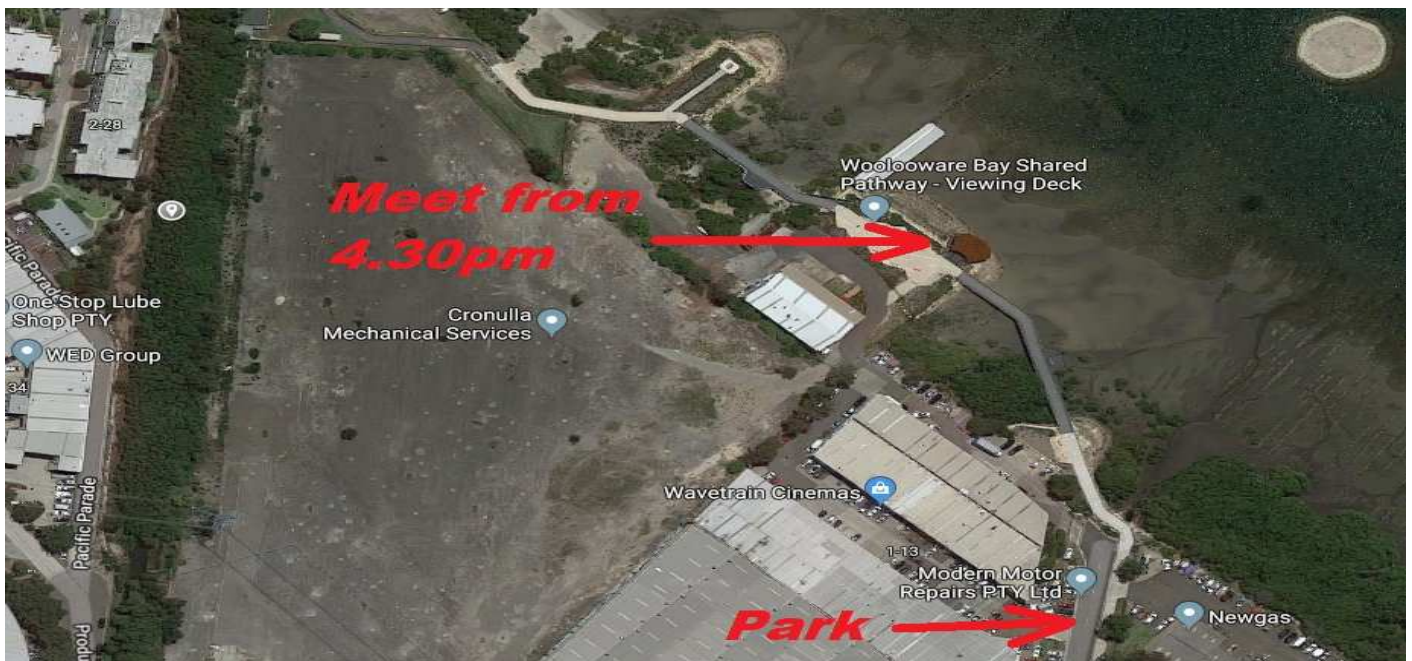 2-28
Woolooware Bay Shared
Pathway - Viewing Deck
Meet from
4.30pm
Pacific Parade
One Stop Lube
Shop PTY
Cronulla
Mechanical Services
WED Group
34
Wavetrain Cinemas
Pacific Parade
1-13
Modern Motor
Repairs PTY Ltd
Newgas
Park